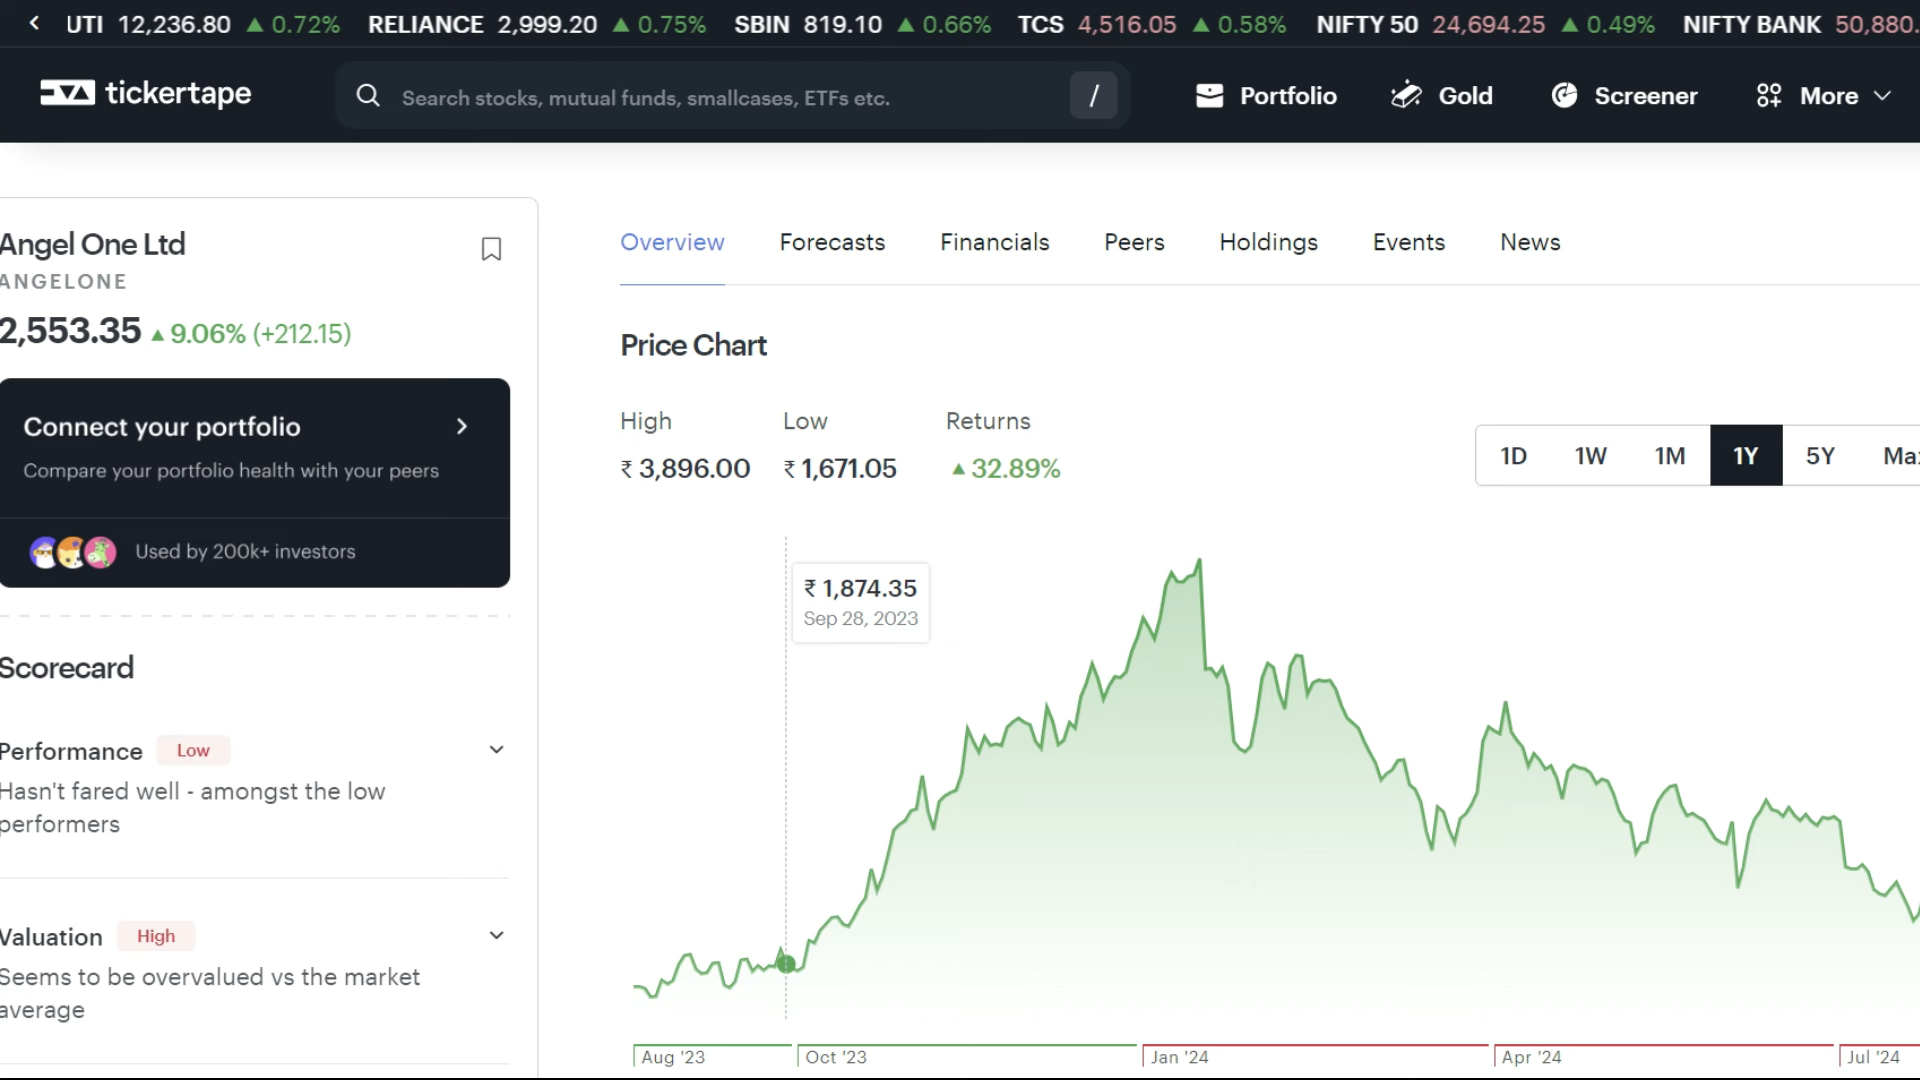 UTI 12,236.80 ▲ 0.72% RELIANCE 2,999.20 ▲ 0.75% SBIN 819.10 ▲ 0.66% TCS 4,516.05 ▲ 0.58% NIFTY 50 24,694.25 ▲ 0.49% NIFTY BANK 50,880.
tickertape
Search stocks, mutual funds, smallcases, ETFs etc. /
Portfolio Gold Screener More
Angel One Ltd
ANGELONE
2,553.35 ▲ 9.06% (+212.15)
Connect your portfolio
Compare your portfolio health with your peers
Used by 200k+ investors
Scorecard
Performance Low
Hasn't fared well - amongst the low
performers
Valuation High
Seems to be overvalued vs the market
average
Overview Forecasts Financials Peers Holdings Events News
Price Chart
High Low Returns
₹ 3,896.00 ₹ 1,671.05 ▲ 32.89%
1D 1W 1M 1Y 5Y Max
₹ 1,874.35
Sep 28, 2023
Aug '23 Oct '23 Jan '24 Apr '24 Jul '24